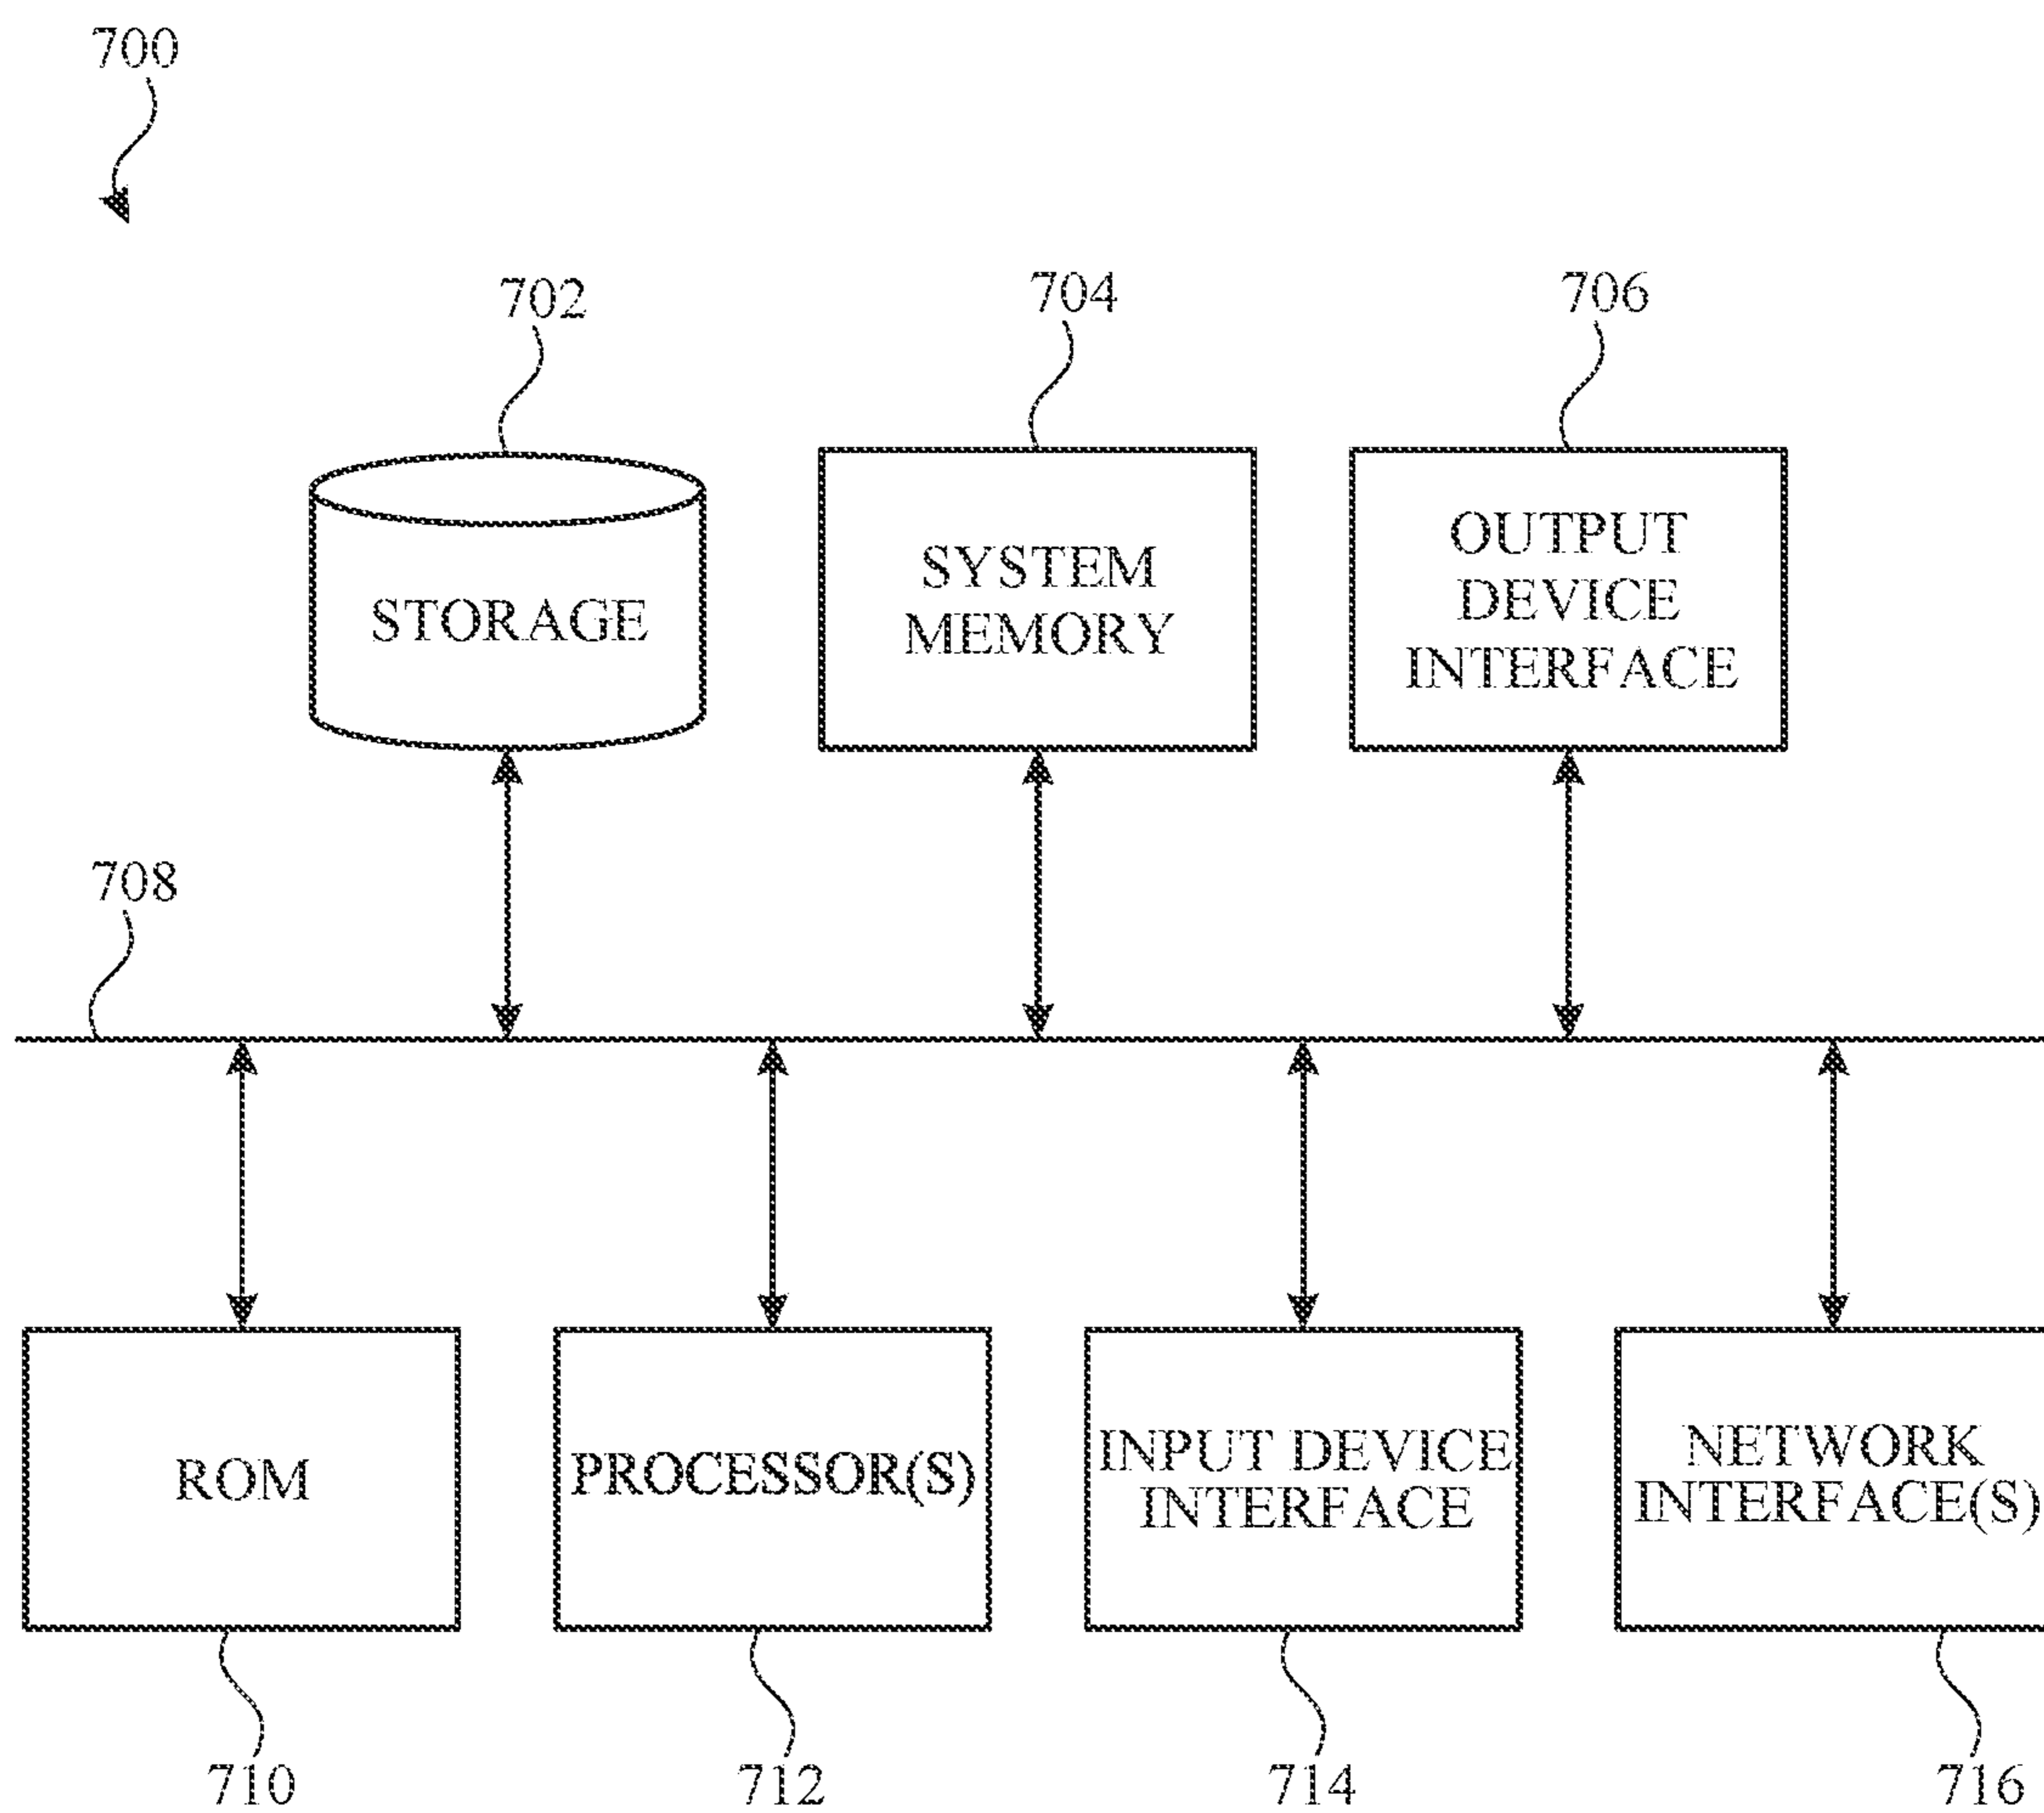 700
702
704
706
STORAGE
SYSTEM
MEMORY
OUTPUT
DEVICE
INTERFACE
708
ROM
PROCESSOR(S)
INPUT DEVICE
INTERFACE
NETWORK
INTERFACE(S)
710
712
714
716